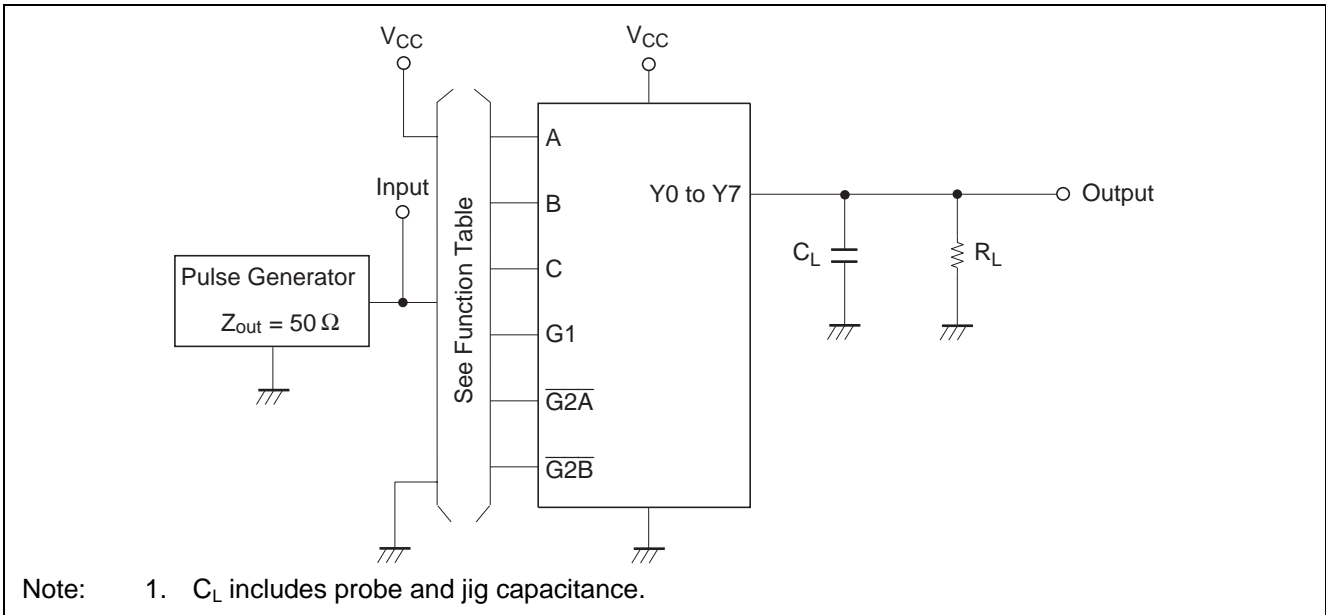 VCC
VCC
Input
Pulse Generator
Zout = 50 Ω
See Function Table
A
B
C
G1
G2A
G2B
Y0 to Y7
CL
RL
Output
Note: 1. CL includes probe and jig capacitance.